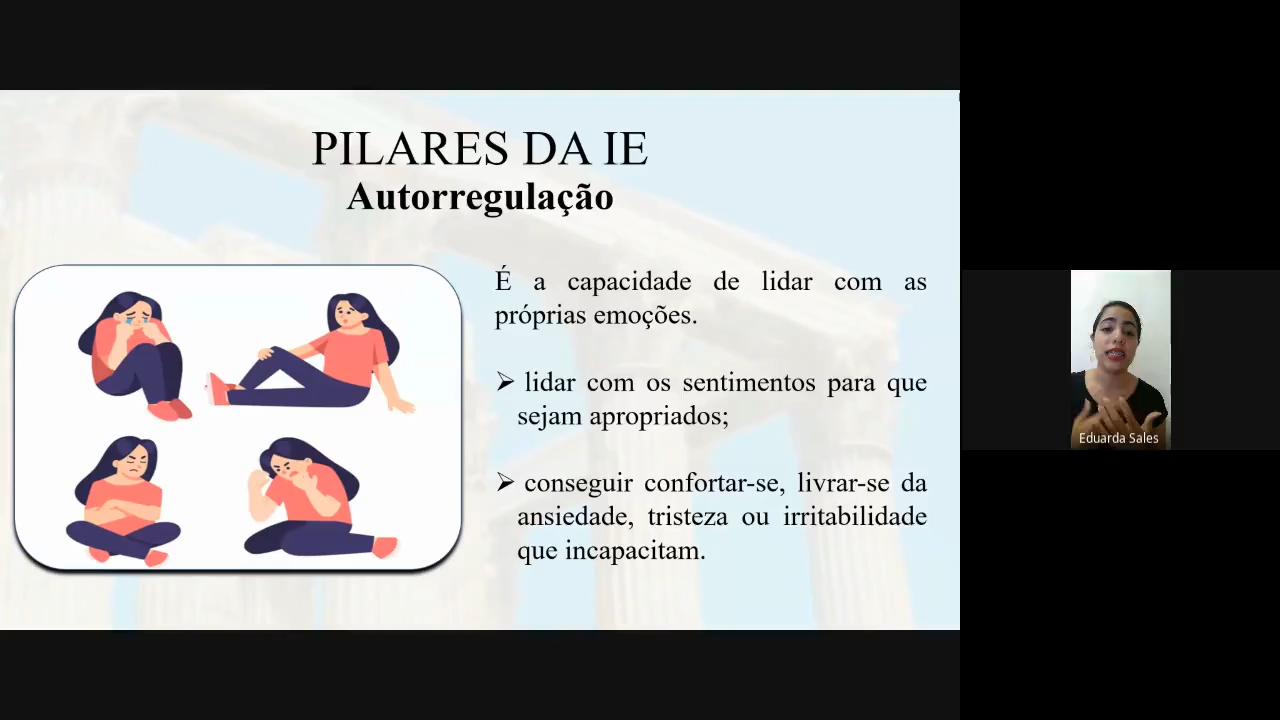 PILARES DA IE
Autorregulação
É a capacidade de lidar com as
próprias emoções.
➢ lidar com os sentimentos para que
sejam apropriados;
➢ conseguir confortar-se, livrar-se da
ansiedade, tristeza ou irritabilidade
que incapacitam.
Eduarda Sales